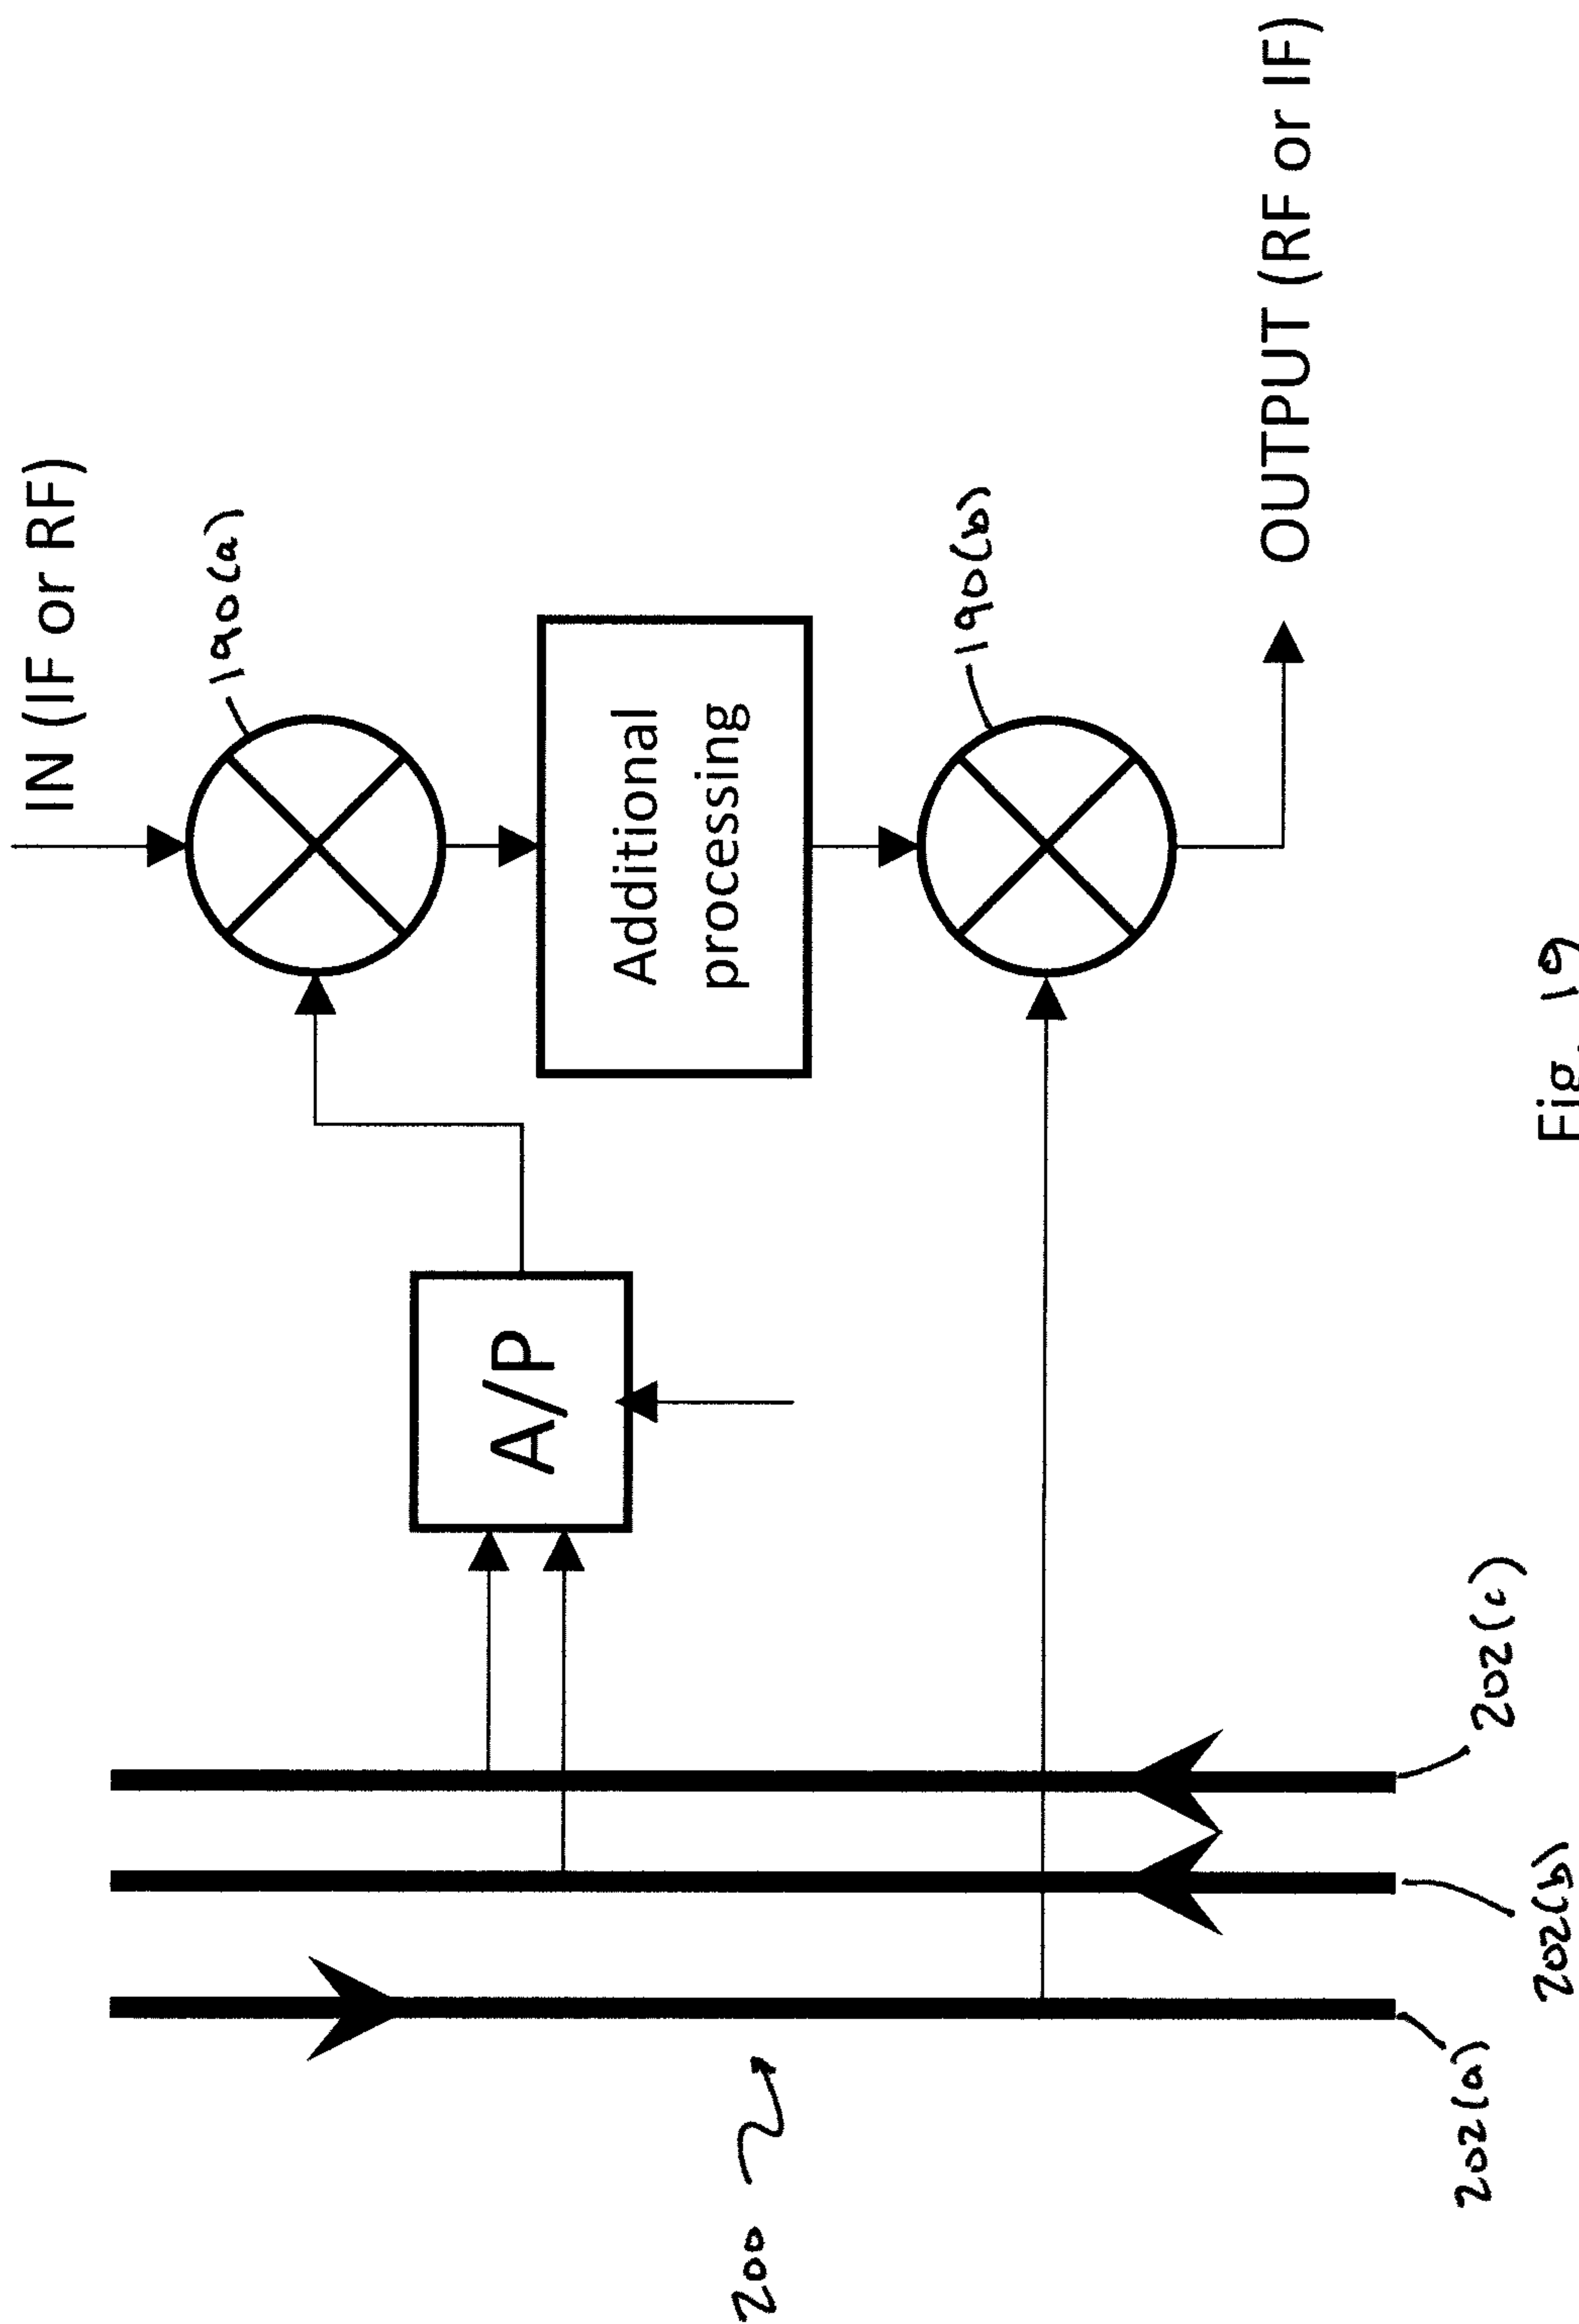 IN (IF or RF)
190(a)
Additional
processing
A/P
190(b)
OUTPUT (RF or IF)
200
202(a)
202(b)
202(c)
Fig. 19